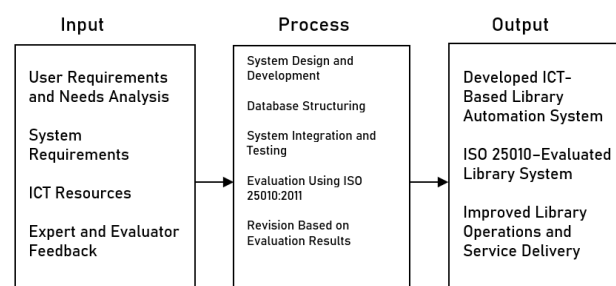 Input
User Requirements
and Needs Analysis
System
Requirements
ICT Resources
Expert and Evaluator
Feedback
Process
System Design and
Development
Database Structuring
System Integration and
Testing
Evaluation Using ISO
25010:2011
Revision Based on
Evaluation Results
Output
Developed ICT-
Based Library
Automation System
ISO 25010–Evaluated
Library System
Improved Library
Operations and
Service Delivery